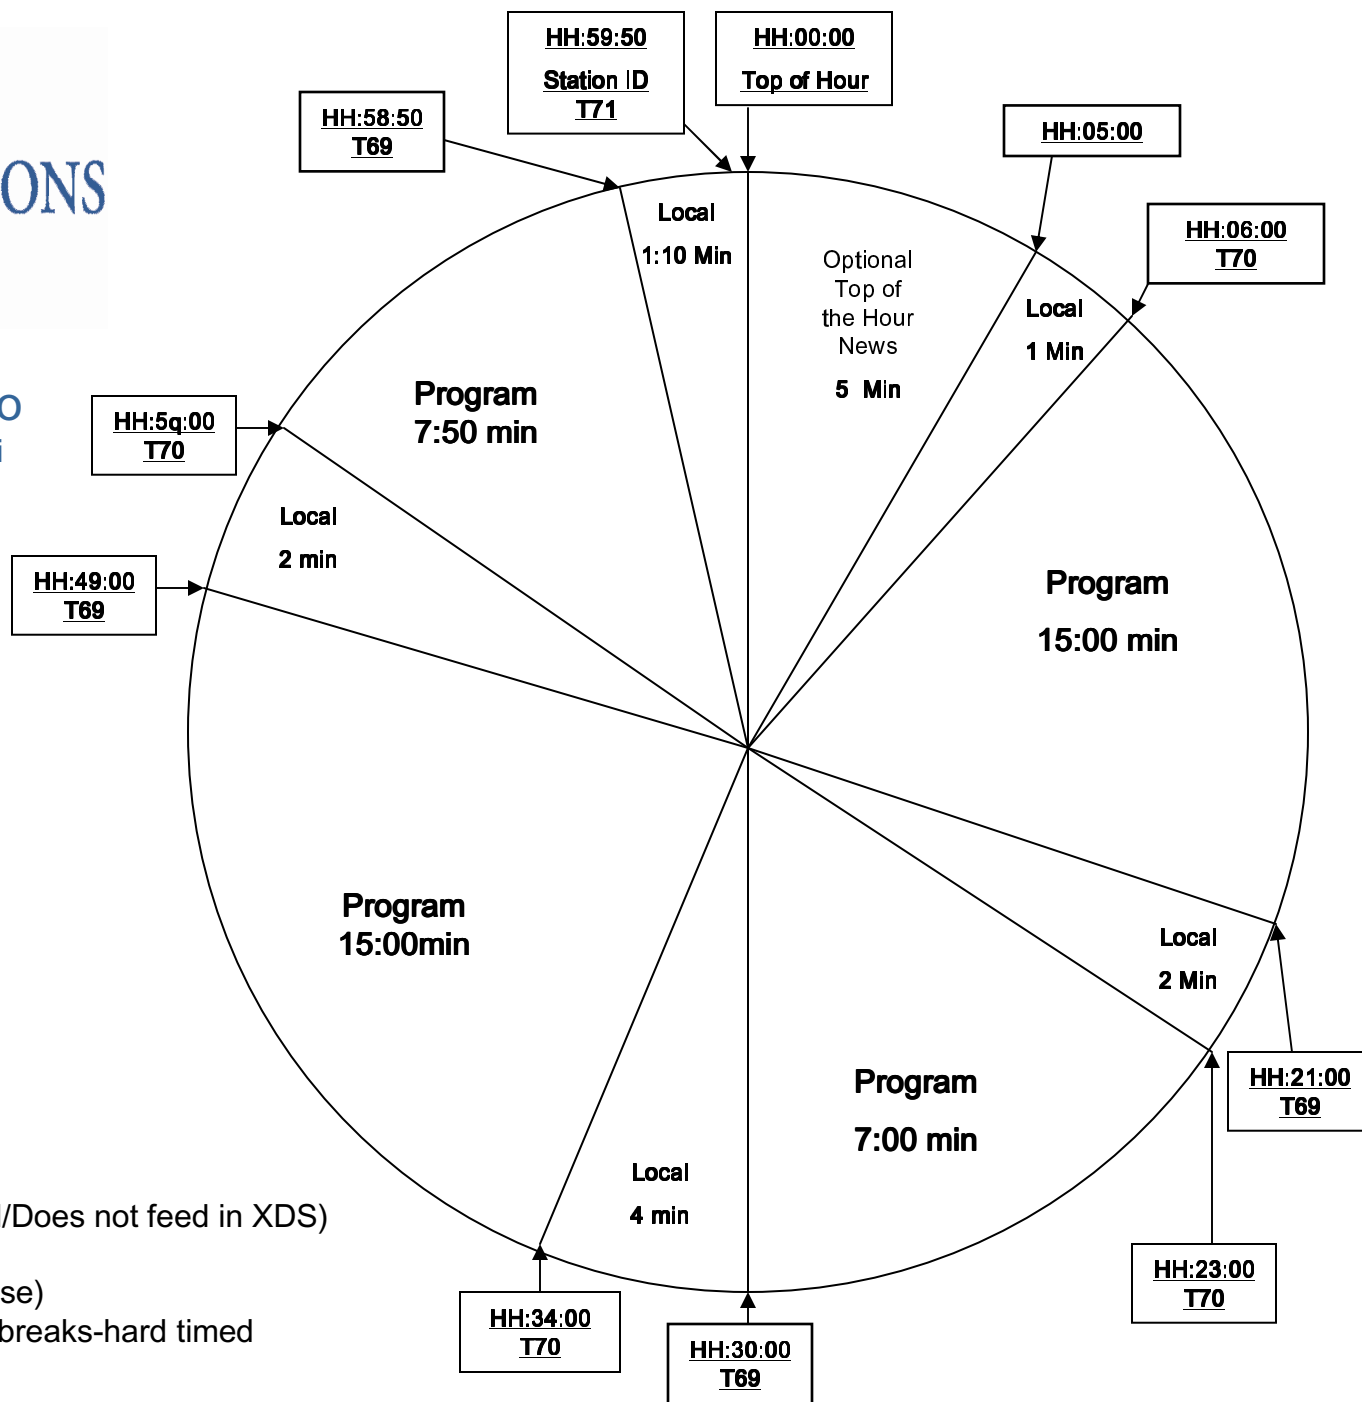 HH:59:50
Station ID
T71
HH:00:00
Top of Hour
HH:58:50
T69
HH:05:00
HH:06:00
T70
ONS
Local
1:10 Min
Optional
Top of
the Hour
News
5 Min
Local
1 Min
o
i
HH:5q:00
T70
Program
7:50 min
Local
2 min
HH:49:00
T69
Program
15:00 min
Program
15:00min
Local
2 Min
HH:21:00
T69
Program
7:00 min
Local
4 min
/Does not feed in XDS)
se)
breaks-hard timed
HH:34:00
T70
HH:30:00
T69
HH:23:00
T70